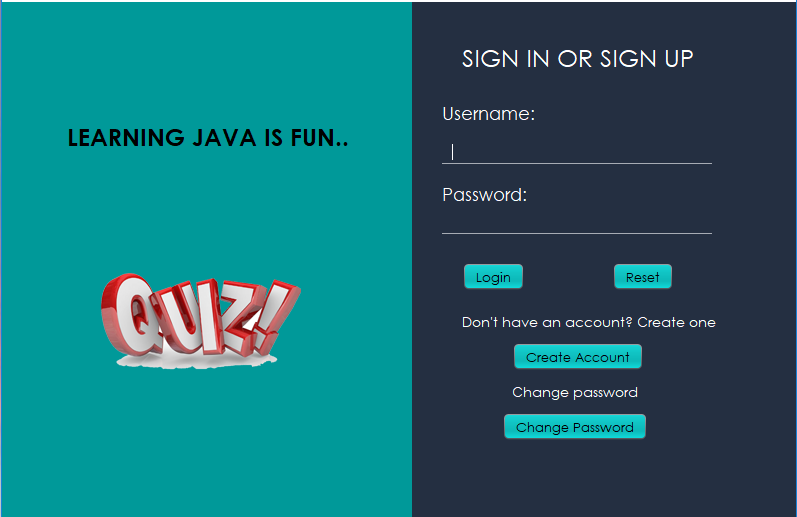 LEARNING JAVA IS FUN..
QUIZ!
SIGN IN OR SIGN UP
Username:
Password:
Login
Reset
Don't have an account? Create one
Create Account
Change password
Change Password